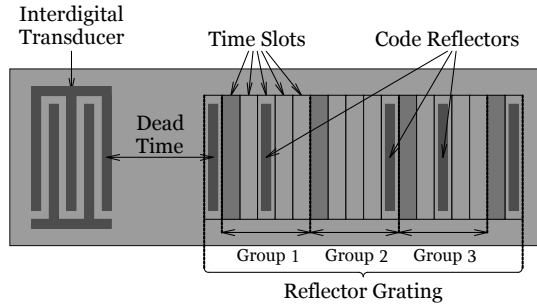 Interdigital
Transducer
Time Slots
Code Reflectors
Dead
Time
Group 1
Group 2
Group 3
Reflector Grating